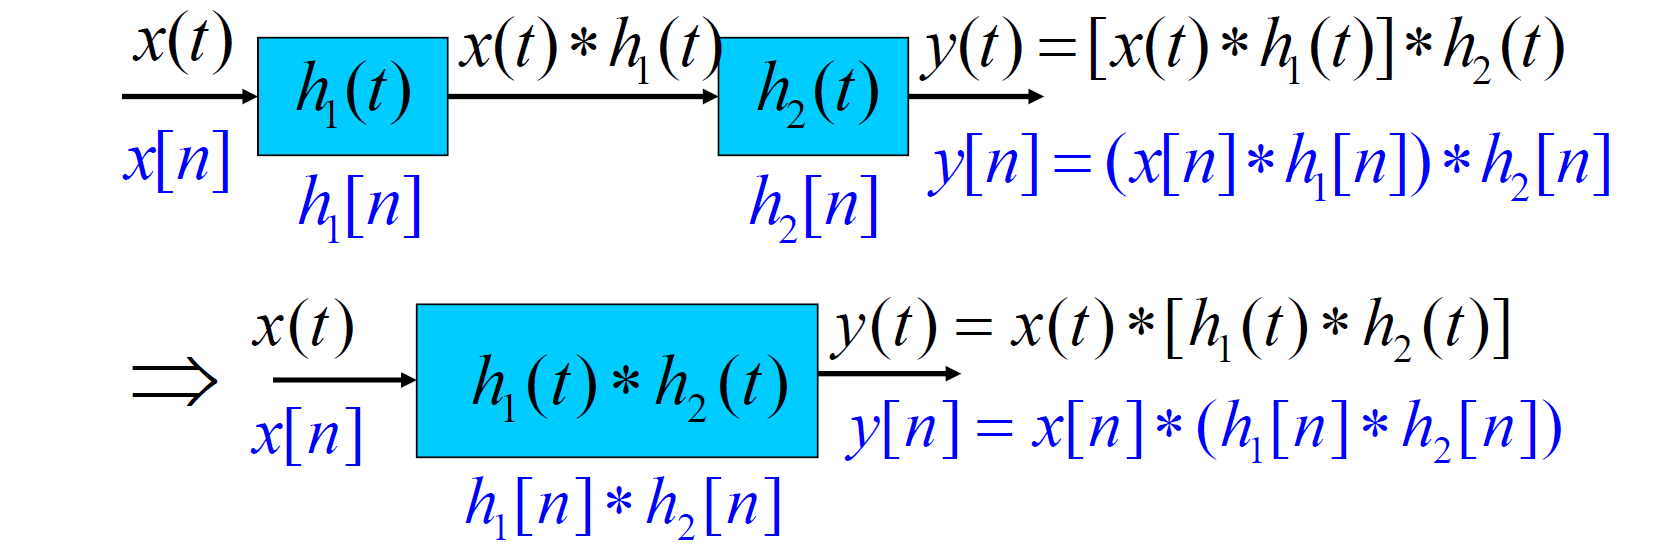 x(t) x(t)*h₁(t) y(t)=[x(t)*h₁(t)]*h₂(t)
h₁(t) h₂(t)
x[n] y[n]=(x[n]*h₁[n])*h₂[n]
h₁[n] h₂[n]
x(t) y(t) = x(t)*[h₁(t)*h₂(t)]
⇒ h₁(t)*h₂(t)
x[n] y[n] = x[n]*(h₁[n]*h₂[n])
h₁[n]*h₂[n]